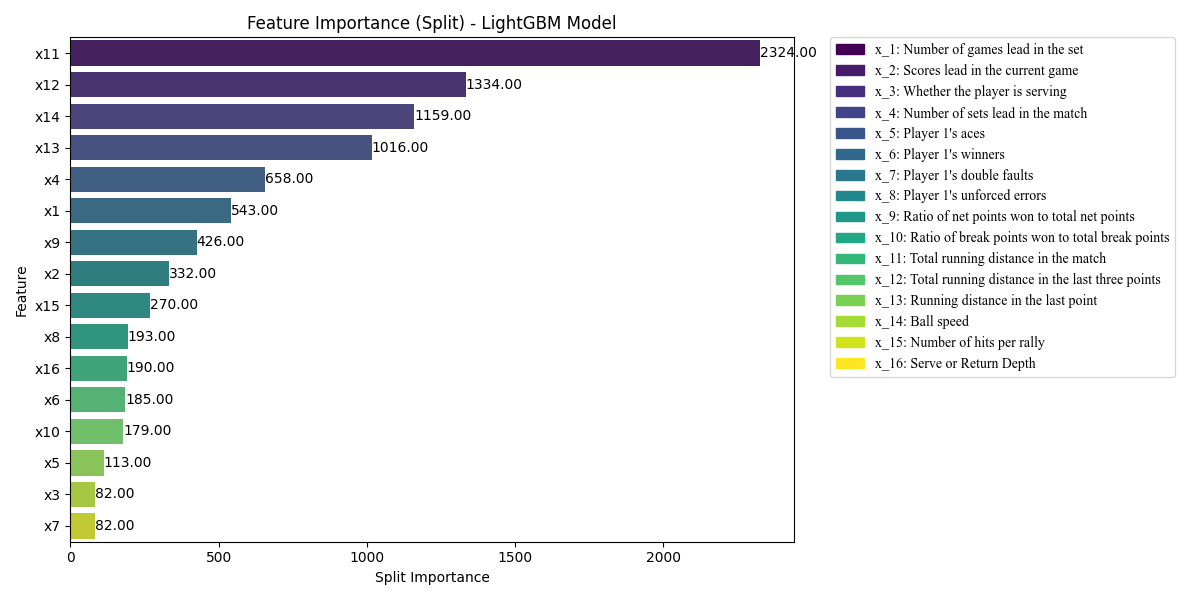 Feature Importance (Split) - LightGBM Model
Feature
x11 2324.00
x12 1334.00
x14 1159.00
x13 1016.00
x4 658.00
x1 543.00
x9 426.00
x2 332.00
x15 270.00
x8 193.00
x16 190.00
x6 185.00
x10 179.00
x5 113.00
x3 82.00
x7 82.00
0 500 1000 1500 2000
Split Importance
x_1: Number of games lead in the set
x_2: Scores lead in the current game
x_3: Whether the player is serving
x_4: Number of sets lead in the match
x_5: Player 1's aces
x_6: Player 1's winners
x_7: Player 1's double faults
x_8: Player 1's unforced errors
x_9: Ratio of net points won to total net points
x_10: Ratio of break points won to total break points
x_11: Total running distance in the match
x_12: Total running distance in the last three points
x_13: Running distance in the last point
x_14: Ball speed
x_15: Number of hits per rally
x_16: Serve or Return Depth